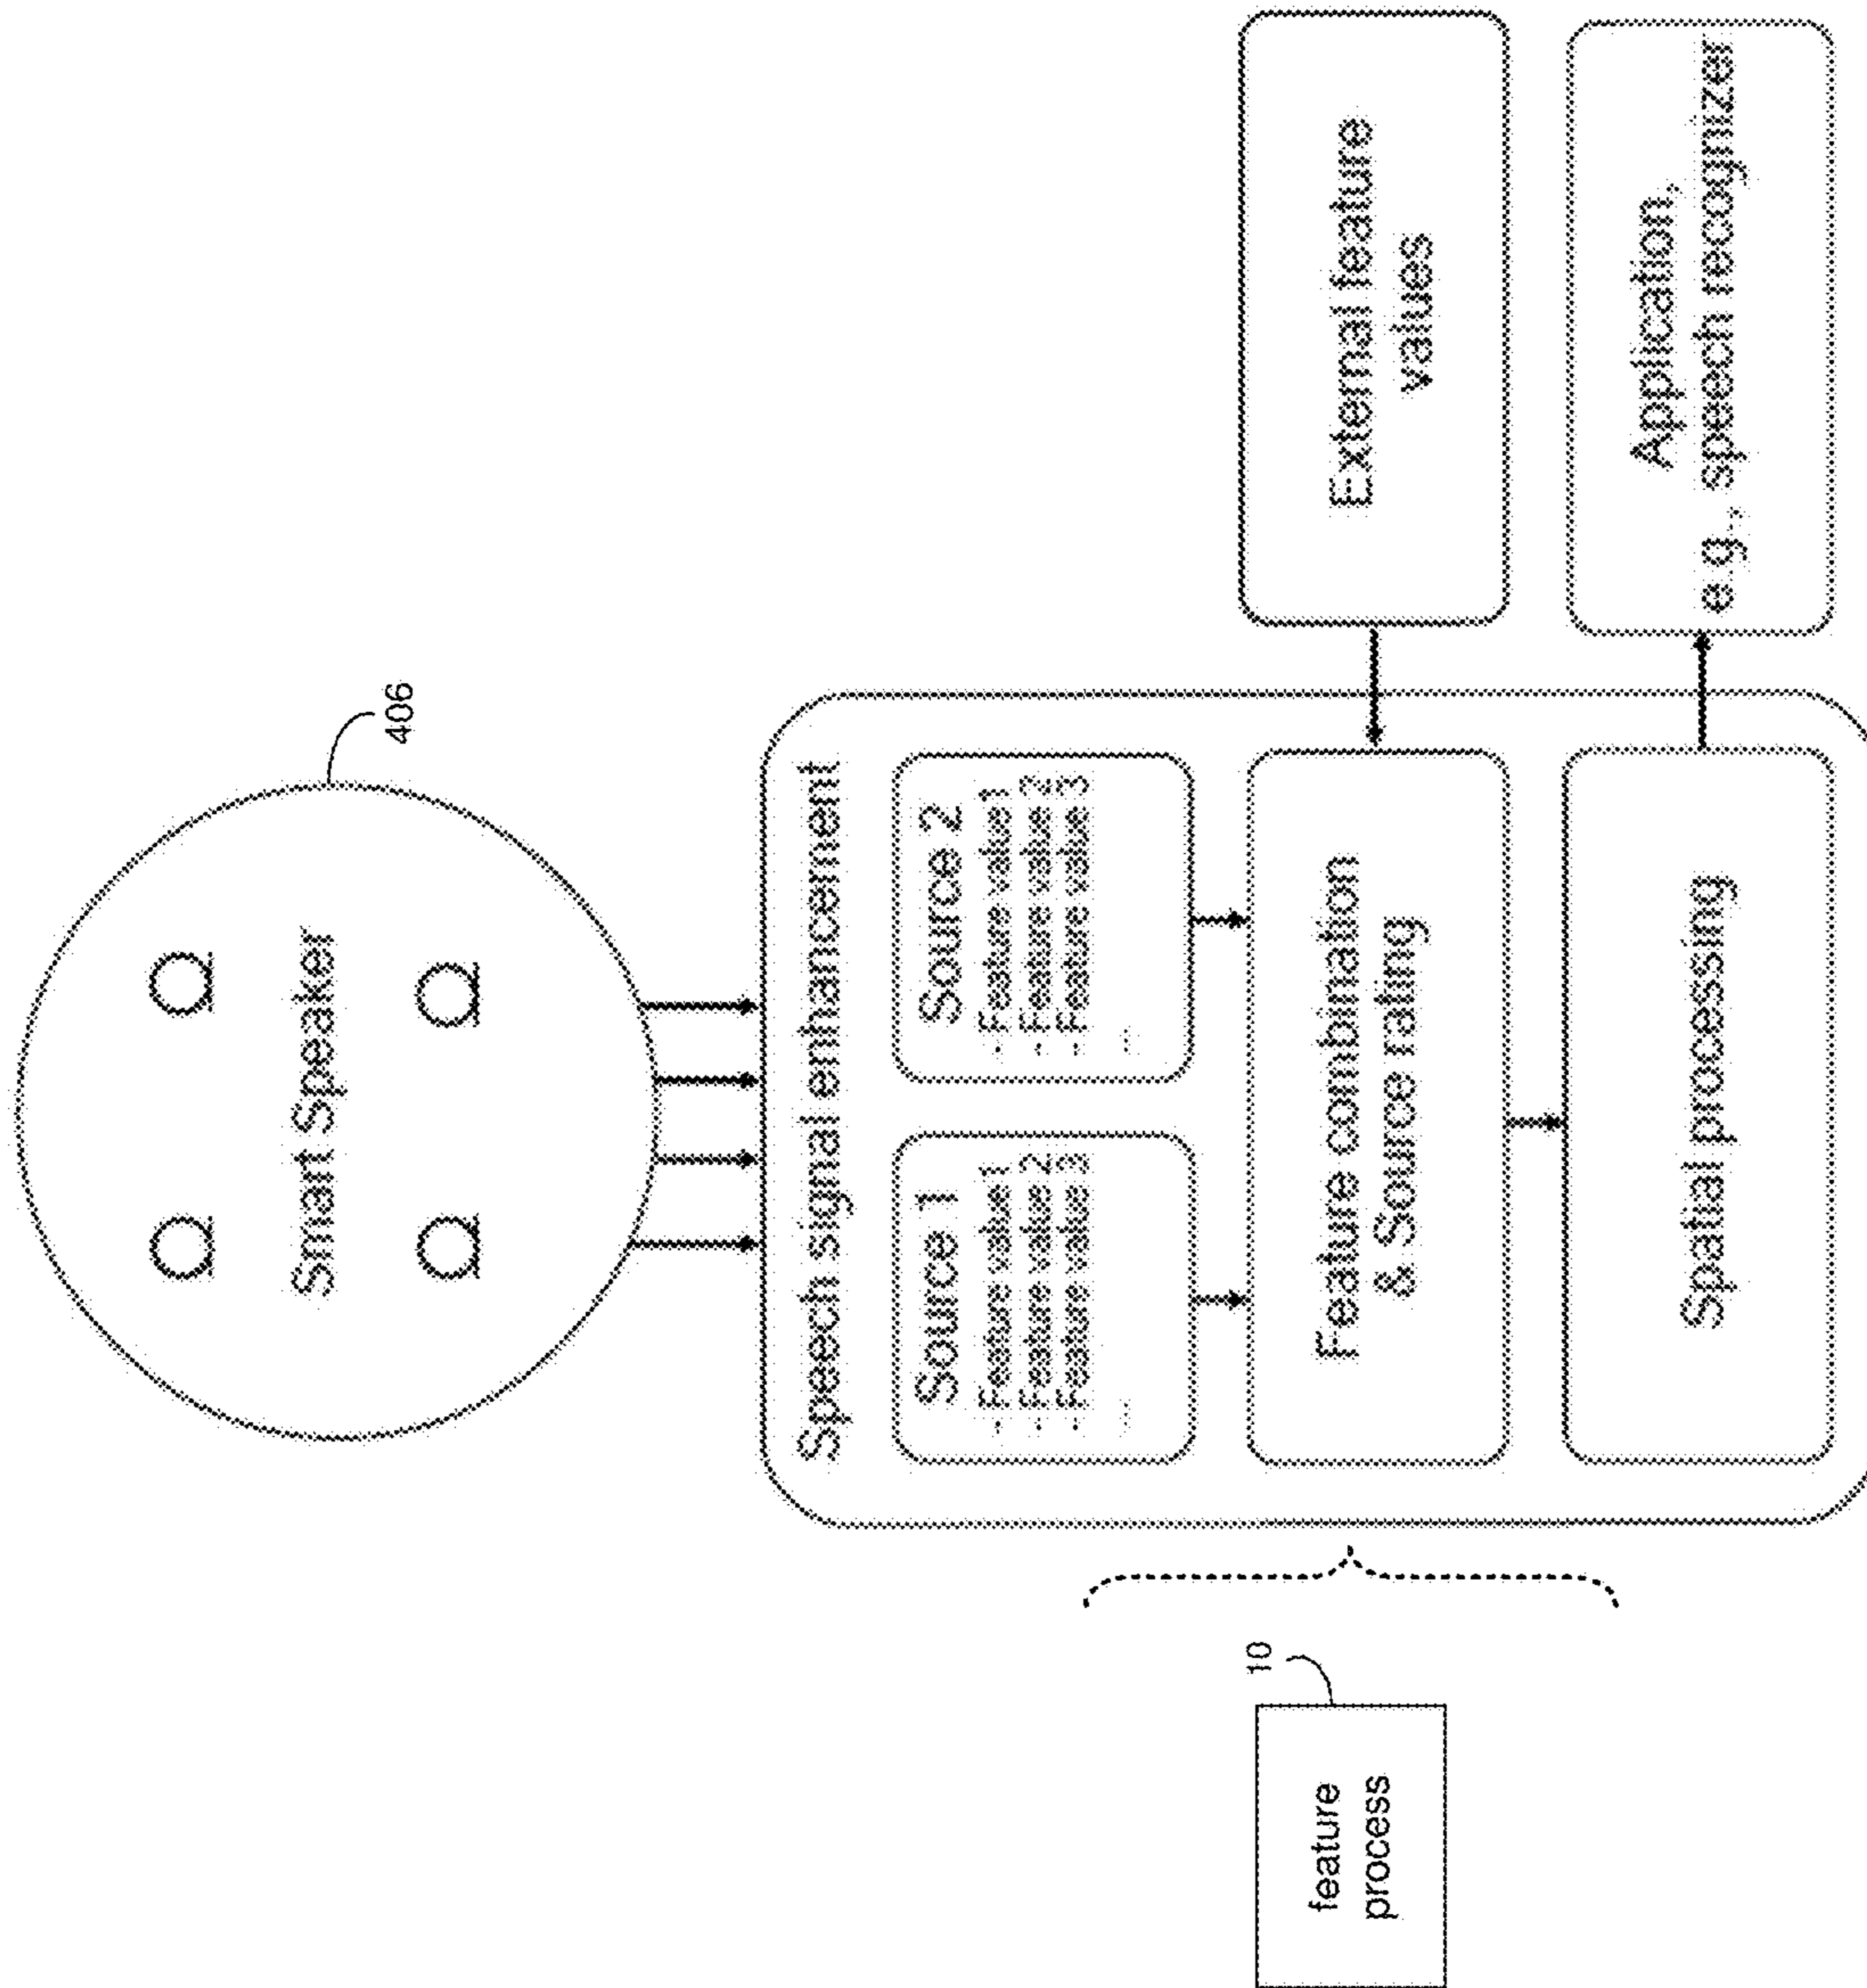 406
Smart Speaker
Speech signal enhancement
Source 1
- Feature value 1
- Feature value 2
- Feature value 3
...
Source 2
- Feature value 1
- Feature value 2
- Feature value 3
...
Feature combination
& Source rating
External feature
values
Spatial processing
Application,
e.g., speech recognizer
10
feature
process